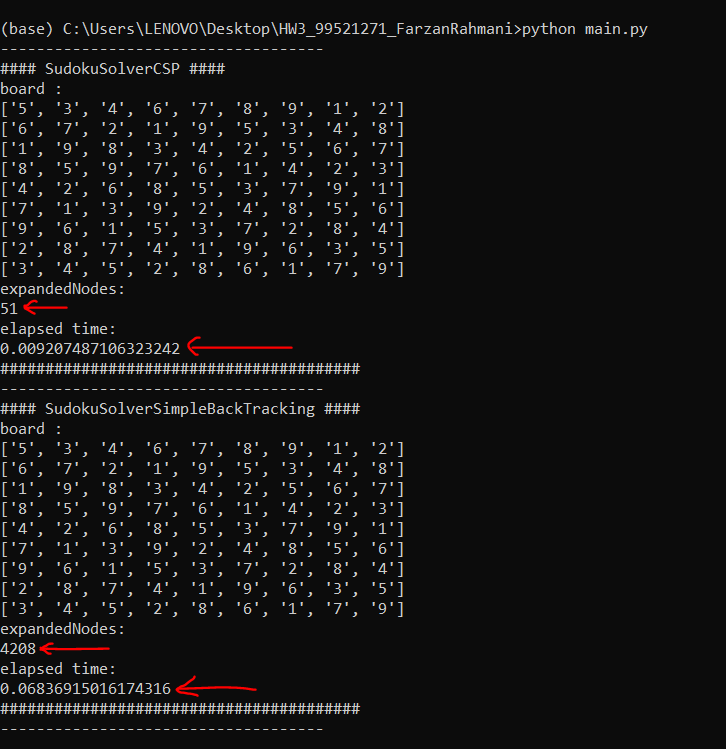 (base) C:\Users\LENOVO\Desktop\HW3_99521271_FarzanRahmani>python main.py
------------------------------------
#### SudokuSolverCSP ####
board :
['5', '3', '4', '6', '7', '8', '9', '1', '2']
['6', '7', '2', '1', '9', '5', '3', '4', '8']
['1', '9', '8', '3', '4', '2', '5', '6', '7']
['8', '5', '9', '7', '6', '1', '4', '2', '3']
['4', '2', '6', '8', '5', '3', '7', '9', '1']
['7', '1', '3', '9', '2', '4', '8', '5', '6']
['9', '6', '1', '5', '3', '7', '2', '8', '4']
['2', '8', '7', '4', '1', '9', '6', '3', '5']
['3', '4', '5', '2', '8', '6', '1', '7', '9']
expandedNodes:
51
elapsed time:
0.009207487106323242
########################################
------------------------------------
#### SudokuSolverSimpleBackTracking ####
board :
['5', '3', '4', '6', '7', '8', '9', '1', '2']
['6', '7', '2', '1', '9', '5', '3', '4', '8']
['1', '9', '8', '3', '4', '2', '5', '6', '7']
['8', '5', '9', '7', '6', '1', '4', '2', '3']
['4', '2', '6', '8', '5', '3', '7', '9', '1']
['7', '1', '3', '9', '2', '4', '8', '5', '6']
['9', '6', '1', '5', '3', '7', '2', '8', '4']
['2', '8', '7', '4', '1', '9', '6', '3', '5']
['3', '4', '5', '2', '8', '6', '1', '7', '9']
expandedNodes:
4208
elapsed time:
0.06836915016174316
########################################
------------------------------------